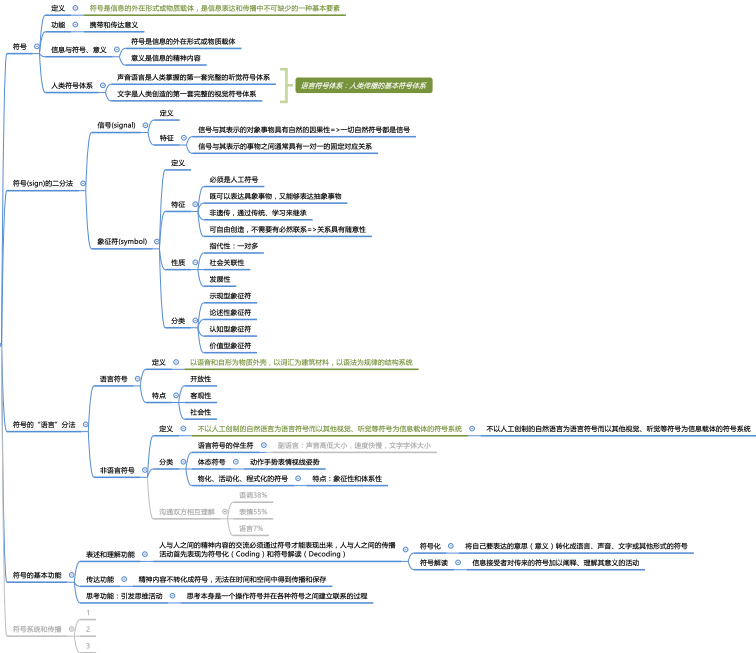 符号
定义
符号是信息的外在形式或物质载体，是信息表达和传播中不可缺少的一种基本要素
功能
携带和传达意义
信息与符号、意义
符号是信息的外在形式或物质载体
意义是信息的精神内容
人类符号体系
声音语言是人类掌握的第一套完整的听觉符号体系
文字是人类创造的第一套完整的视觉符号体系
语言符号体系：人类传播的基本符号体系
符号(sign)的二分法
信号(signal)
定义
特征
信号与其表示的对象事物具有自然的因果性=>一切自然符号都是信号
信号与其表示的事物之间通常具有一对一的固定对应关系
象征符(symbol)
定义
特征
必须是人工符号
既可以表达具象事物，又能够表达抽象事物
非遗传，通过传统、学习来继承
可自由创造，不需要有必然联系=>关系具有随意性
性质
指代性：一对多
社会关联性
发展性
分类
示现型象征符
论述性象征符
认知型象征符
价值型象征符
符号的“语言”分法
语言符号
定义
以语音和自形为物质外壳，以词汇为建筑材料，以语法为规律的结构系统
特点
开放性
客观性
社会性
非语言符号
定义
不以人工创制的自然语言为语言符号而以其他视觉、听觉等符号为信息载体的符号系统
不以人工创制的自然语言为语言符号而以其他视觉、听觉等符号为信息载体的符号系统
分类
语言符号的伴生符
副语言：声音高低大小，速度快慢，文字字体大小
体态符号
动作手势表情视线姿势
物化、活动化、程式化的符号
特点：象征性和体系性
沟通双方相互理解
语调38%
表情55%
语言7%
符号的基本功能
表述和理解功能
人与人之间的精神内容的交流必须通过符号才能表现出来，人与人之间的传播
活动首先表现为符号化（Coding）和符号解读（Decoding）
符号化
将自己要表达的意思（意义）转化成语言、声音、文字或其他形式的符号
符号解读
信息接受者对传来的符号加以阐释、理解其意义的活动
传达功能
精神内容不转化成符号，无法在时间和空间中得到传播和保存
思考功能：引发思维活动
思考本身是一个操作符号并在各种符号之间建立联系的过程
符号系统和传播
1
2
3